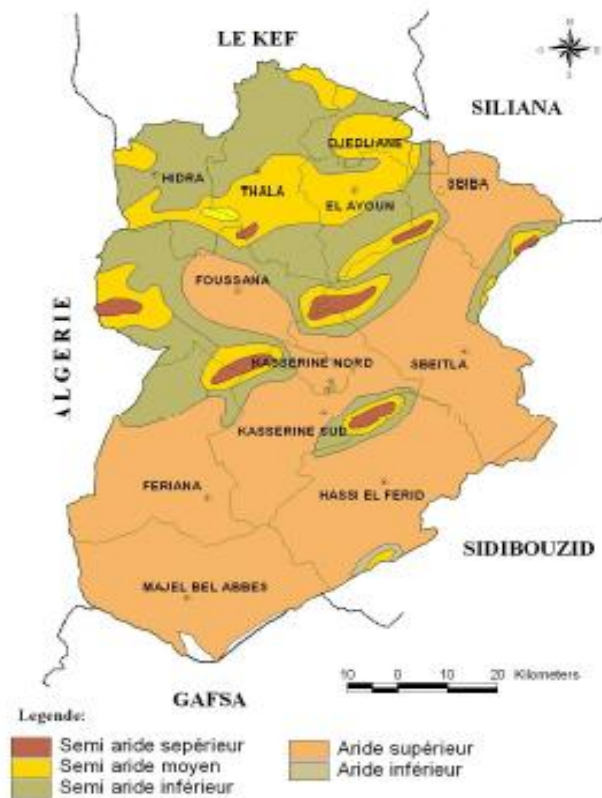 LE KEF
SILIANA
DJEDLIANE
SBIBA
HIDRA
THALA
EL AYOUN
FOUSSANA
ALGERIE
KASSERINE NORD
SBEITLA
KASSERINE SUD
FERIANA
HASSI EL FERID
SIDIBOUZID
MAJEL BEL ABBES
10 0 10 20 Kilometers
GAFSA
Legende:
Semi aride sepérieur
Semi aride moyen
Semi aride inférieur
Aride supérieur
Aride inférieur